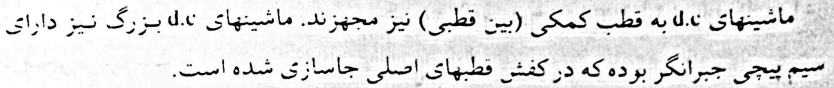 ماشینهای d.c به قطب کمکی (بین قطبی) نیز مجهزند. ماشینهای d.c بزرگ نیز دارای
سیم پیچی جبرانگر بوده که در کفش قطبهای اصلی جاسازی شده است.